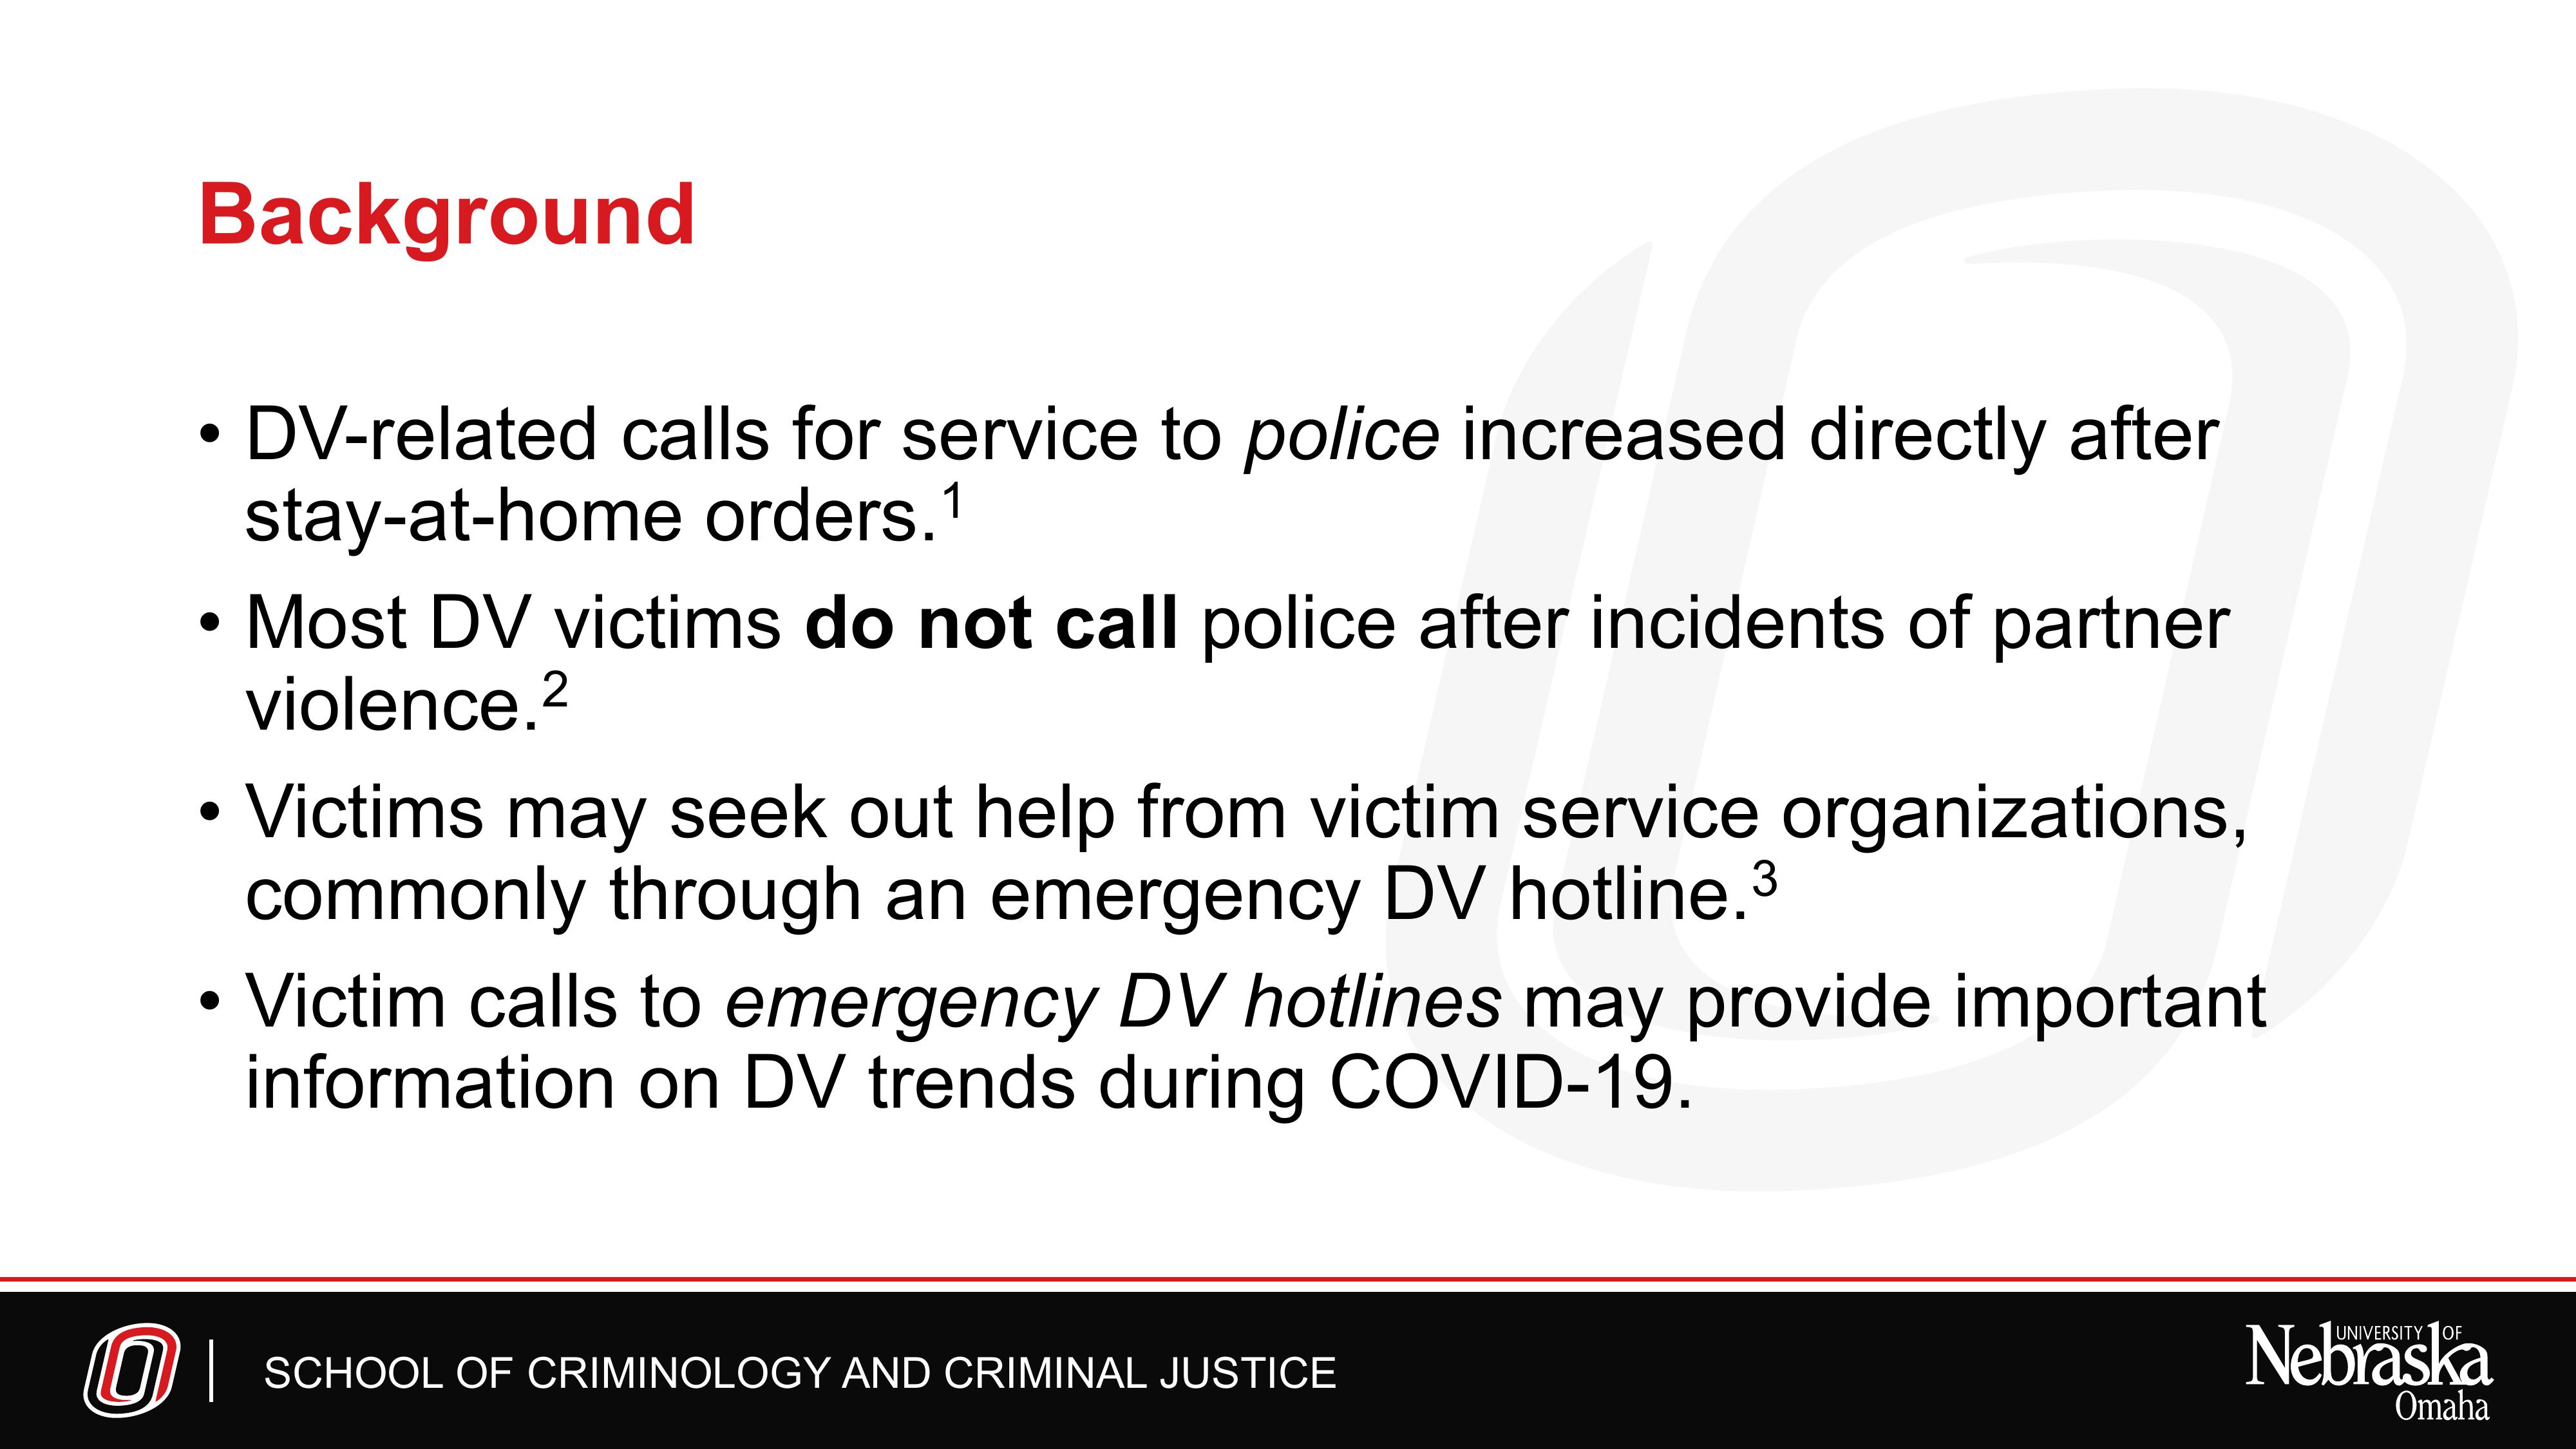 Background
• DV-related calls for service to police increased directly after
stay-at-home orders.¹
• Most DV victims do not call police after incidents of partner
violence.²
• Victims may seek out help from victim service organizations,
commonly through an emergency DV hotline.³
• Victim calls to emergency DV hotlines may provide important
information on DV trends during COVID-19.
SCHOOL OF CRIMINOLOGY AND CRIMINAL JUSTICE
UNIVERSITY OF
Nebraska
Omaha